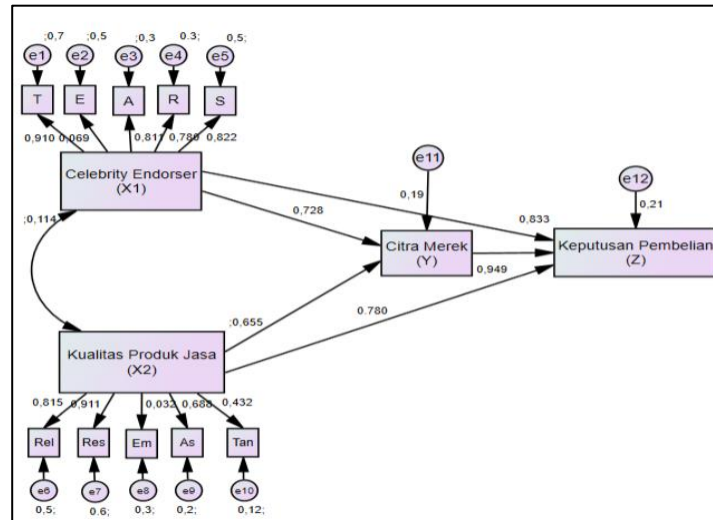 ;0,7 ;0,5 ;0,3 0.3; 0,5;
e1 e2 e3 e4 e5
T E A R S
0,910 0,069 0,811 0,780 0,822
Celebrity Endorser
(X1)
e11
e12
0,19
0,21
;0,114
0,728
0,833
Citra Merek
(Y)
Keputusan Pembelian
(Z)
0,949
;0,655
0.780
Kualitas Produk Jasa
(X2)
0,815 0,911 0,032 0,688 0,432
Rel Res Em As Tan
e6 e7 e8 e9 e10
0,5; 0.6; 0,3; 0,2; 0,12;